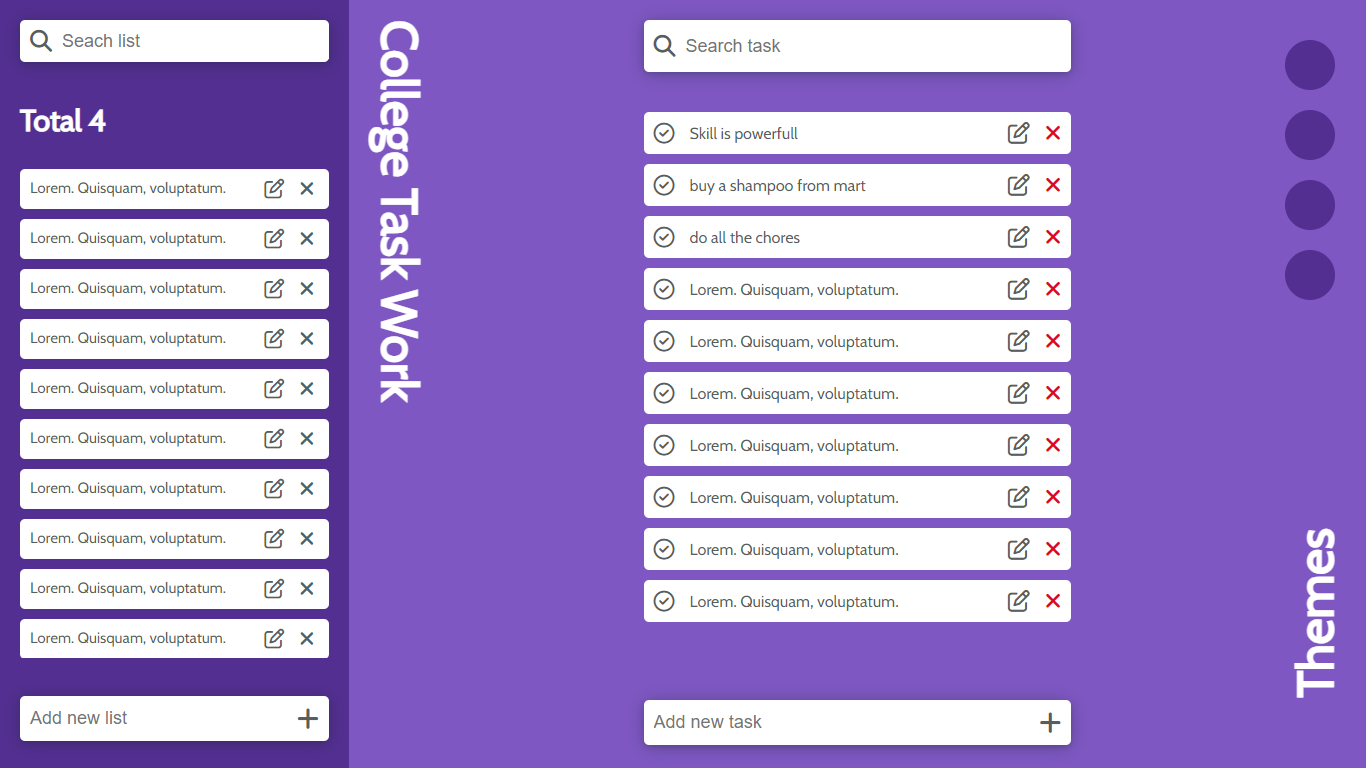 Seach list
Total 4
Lorem. Quisquam, voluptatum.
Lorem. Quisquam, voluptatum.
Lorem. Quisquam, voluptatum.
Lorem. Quisquam, voluptatum.
Lorem. Quisquam, voluptatum.
Lorem. Quisquam, voluptatum.
Lorem. Quisquam, voluptatum.
Lorem. Quisquam, voluptatum.
Lorem. Quisquam, voluptatum.
Lorem. Quisquam, voluptatum.
Add new list
College Task Work
Search task
Skill is powerfull
buy a shampoo from mart
do all the chores
Lorem. Quisquam, voluptatum.
Lorem. Quisquam, voluptatum.
Lorem. Quisquam, voluptatum.
Lorem. Quisquam, voluptatum.
Lorem. Quisquam, voluptatum.
Lorem. Quisquam, voluptatum.
Lorem. Quisquam, voluptatum.
Add new task
Themes